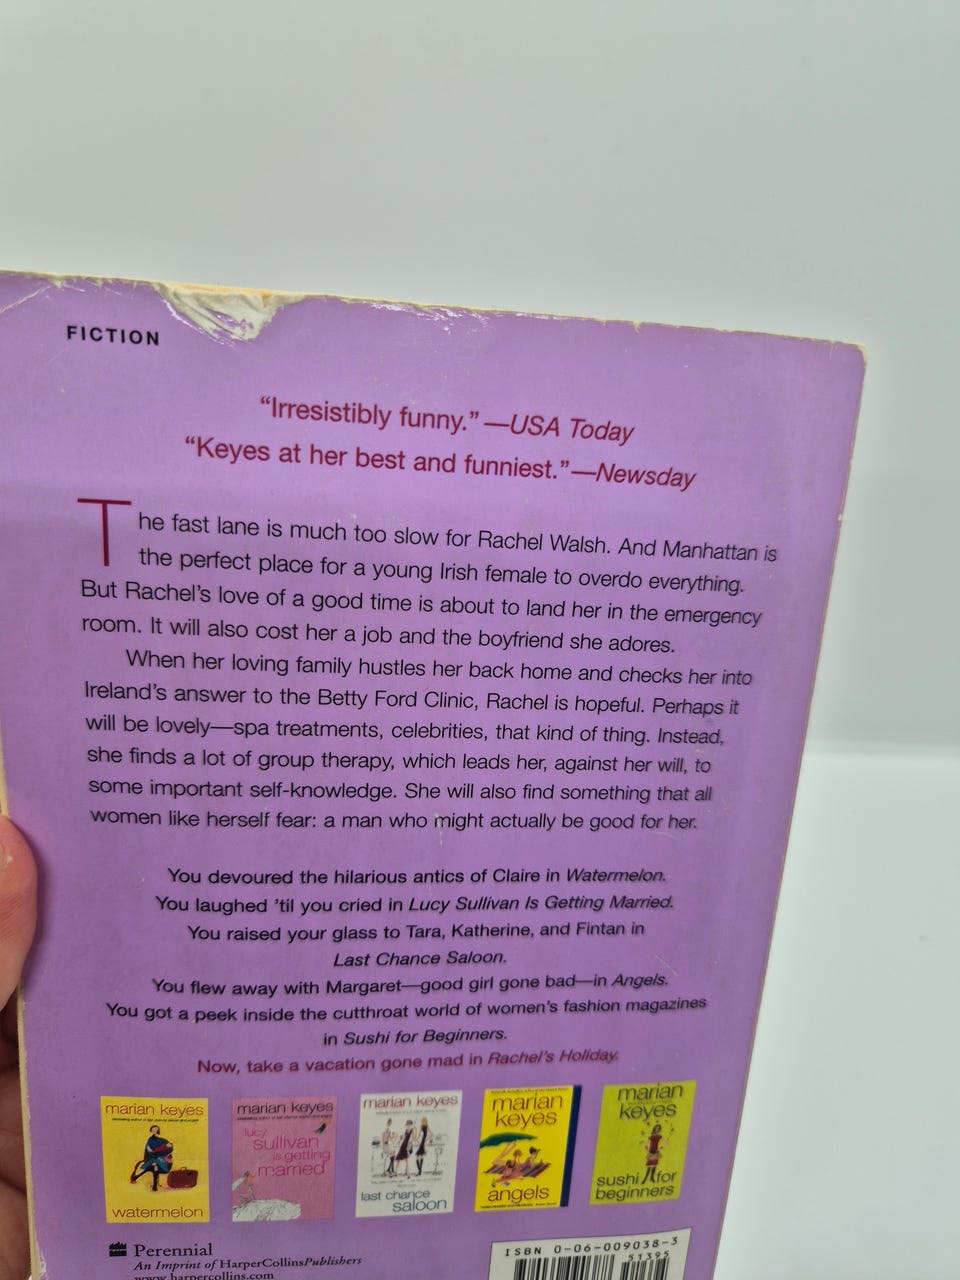 FICTION
“Irresistibly funny.” —USA Today
“Keyes at her best and funniest.”—Newsday
The fast lane is much too slow for Rachel Walsh. And Manhattan is
the perfect place for a young Irish female to overdo everything.
But Rachel’s love of a good time is about to land her in the emergency
room. It will also cost her a job and the boyfriend she adores.
When her loving family hustles her back home and checks her into
Ireland’s answer to the Betty Ford Clinic, Rachel is hopeful. Perhaps it
will be lovely—spa treatments, celebrities, that kind of thing. Instead,
she finds a lot of group therapy, which leads her, against her will, to
some important self-knowledge. She will also find something that all
women like herself fear: a man who might actually be good for her.
You devoured the hilarious antics of Claire in Watermelon.
You laughed ’til you cried in Lucy Sullivan Is Getting Married.
You raised your glass to Tara, Katherine, and Fintan in
Last Chance Saloon.
You flew away with Margaret—good girl gone bad—in Angels.
You got a peek inside the cutthroat world of women’s fashion magazines
in Sushi for Beginners.
Now, take a vacation gone mad in Rachel’s Holiday.
marian keyes
watermelon
marian keyes
lucy
sullivan
is getting
married
marian keyes
last chance
saloon
marian
keyes
angels
marian
keyes
sushi for
beginners
Perennial
An Imprint of HarperCollinsPublishers
www.harpercollins.com
ISBN 0-06-009038-3
51395